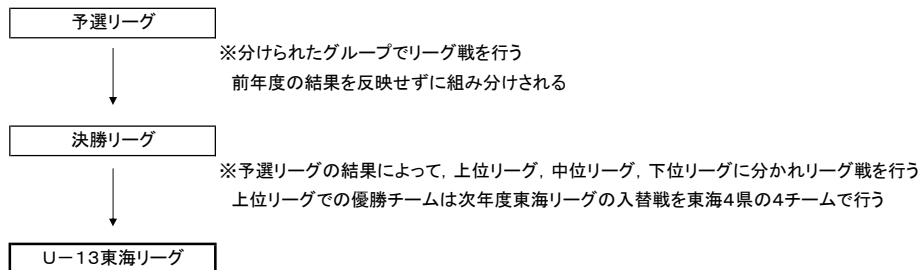 予選リーグ
※分けられたグループでリーグ戦を行う
前年度の結果を反映せずに組み分けされる
決勝リーグ
※予選リーグの結果によって，上位リーグ，中位リーグ，下位リーグに分かれリーグ戦を行う
上位リーグでの優勝チームは次年度東海リーグの入替戦を東海4県の4チームで行う
U－13東海リーグ